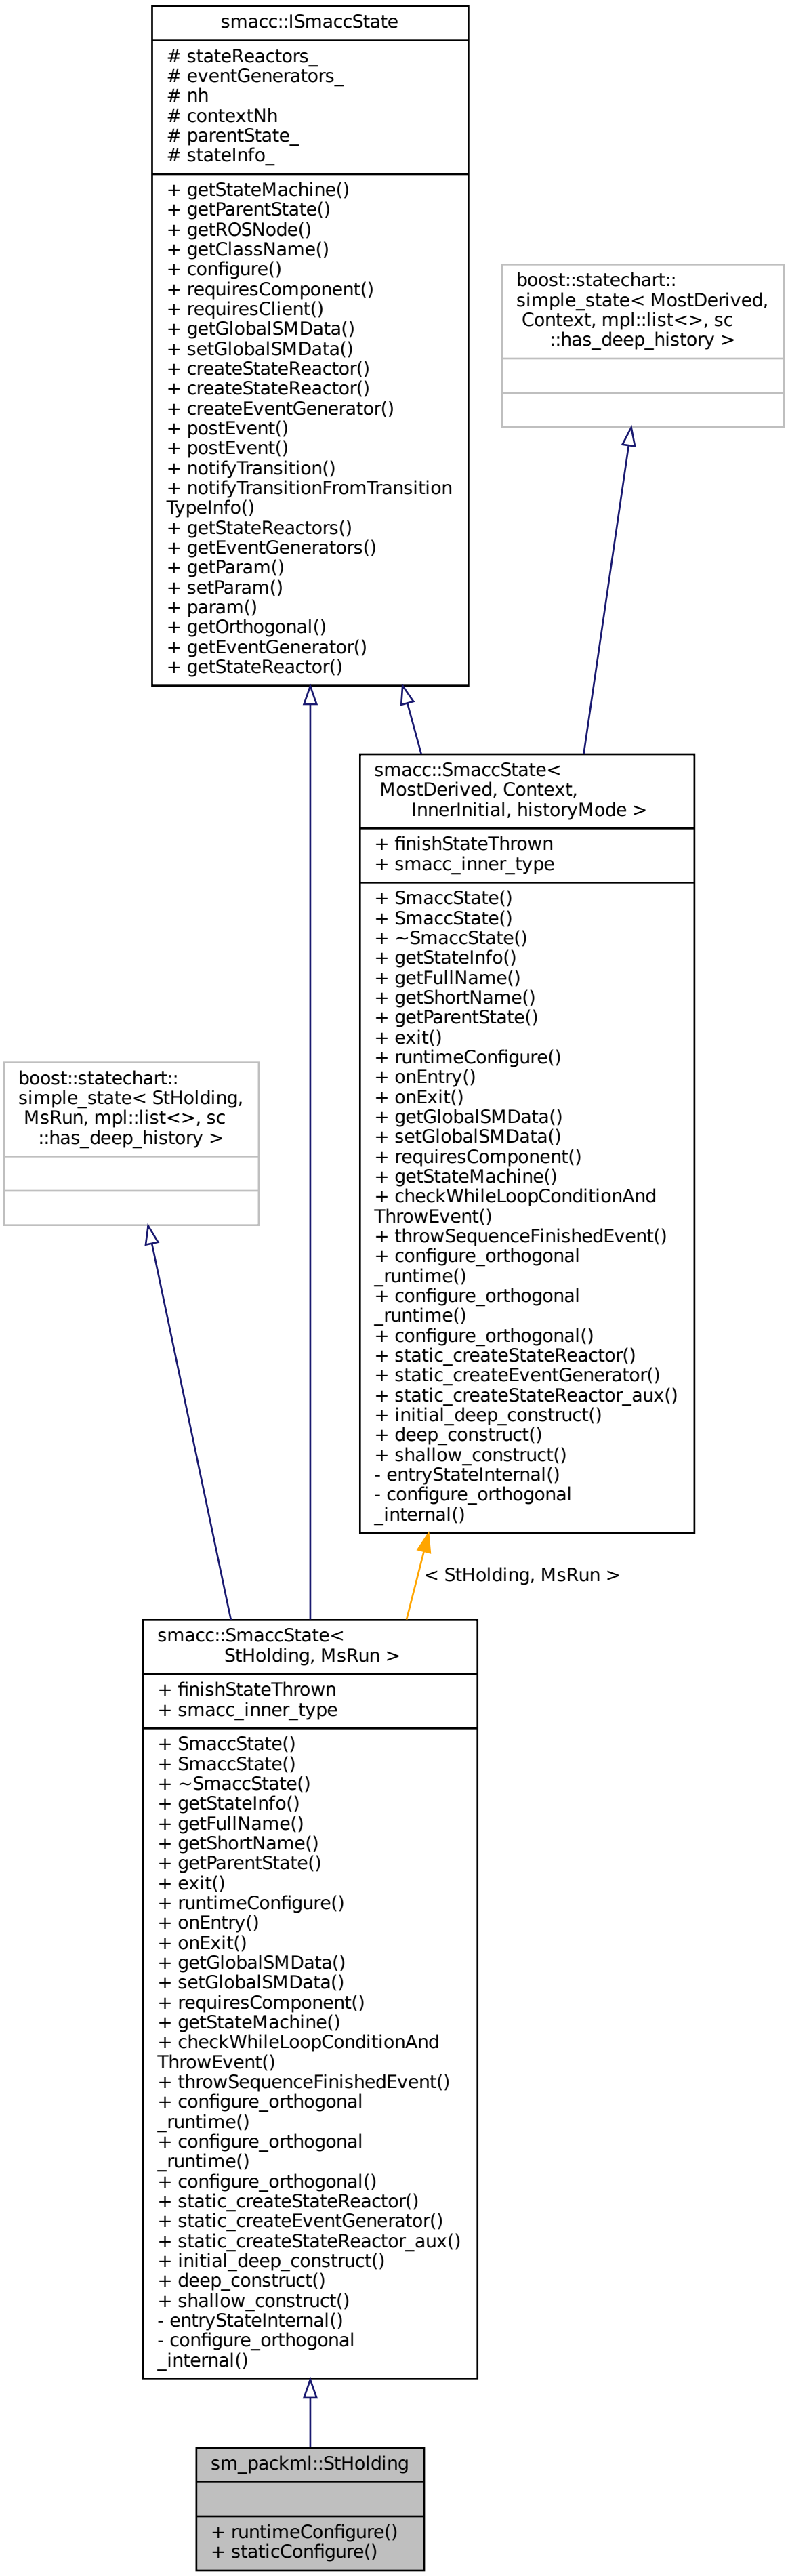 smacc::ISmaccState
# stateReactors_
# eventGenerators_
# nh
# contextNh
# parentState_
# stateInfo_
+ getStateMachine()
+ getParentState()
+ getROSNode()
+ getClassName()
+ configure()
+ requiresComponent()
+ requiresClient()
+ getGlobalSMData()
+ setGlobalSMData()
+ createStateReactor()
+ createStateReactor()
+ createEventGenerator()
+ postEvent()
+ postEvent()
+ notifyTransition()
+ notifyTransitionFromTransition
TypeInfo()
+ getStateReactors()
+ getEventGenerators()
+ getParam()
+ setParam()
+ param()
+ getOrthogonal()
+ getEventGenerator()
+ getStateReactor()
boost::statechart::
simple_state< MostDerived,
Context, mpl::list<>, sc
::has_deep_history >
smacc::SmaccState<
MostDerived, Context,
InnerInitial, historyMode >
+ finishStateThrown
+ smacc_inner_type
+ SmaccState()
+ SmaccState()
+ ~SmaccState()
+ getStateInfo()
+ getFullName()
+ getShortName()
+ getParentState()
+ exit()
+ runtimeConfigure()
+ onEntry()
+ onExit()
+ getGlobalSMData()
+ setGlobalSMData()
+ requiresComponent()
+ getStateMachine()
+ checkWhileLoopConditionAnd
ThrowEvent()
+ throwSequenceFinishedEvent()
+ configure_orthogonal
_runtime()
+ configure_orthogonal
_runtime()
+ configure_orthogonal()
+ static_createStateReactor()
+ static_createEventGenerator()
+ static_createStateReactor_aux()
+ initial_deep_construct()
+ deep_construct()
+ shallow_construct()
- entryStateInternal()
- configure_orthogonal
_internal()
boost::statechart::
simple_state< StHolding,
MsRun, mpl::list<>, sc
::has_deep_history >
< StHolding, MsRun >
smacc::SmaccState<
StHolding, MsRun >
+ finishStateThrown
+ smacc_inner_type
+ SmaccState()
+ SmaccState()
+ ~SmaccState()
+ getStateInfo()
+ getFullName()
+ getShortName()
+ getParentState()
+ exit()
+ runtimeConfigure()
+ onEntry()
+ onExit()
+ getGlobalSMData()
+ setGlobalSMData()
+ requiresComponent()
+ getStateMachine()
+ checkWhileLoopConditionAnd
ThrowEvent()
+ throwSequenceFinishedEvent()
+ configure_orthogonal
_runtime()
+ configure_orthogonal
_runtime()
+ configure_orthogonal()
+ static_createStateReactor()
+ static_createEventGenerator()
+ static_createStateReactor_aux()
+ initial_deep_construct()
+ deep_construct()
+ shallow_construct()
- entryStateInternal()
- configure_orthogonal
_internal()
sm_packml::StHolding
+ runtimeConfigure()
+ staticConfigure()